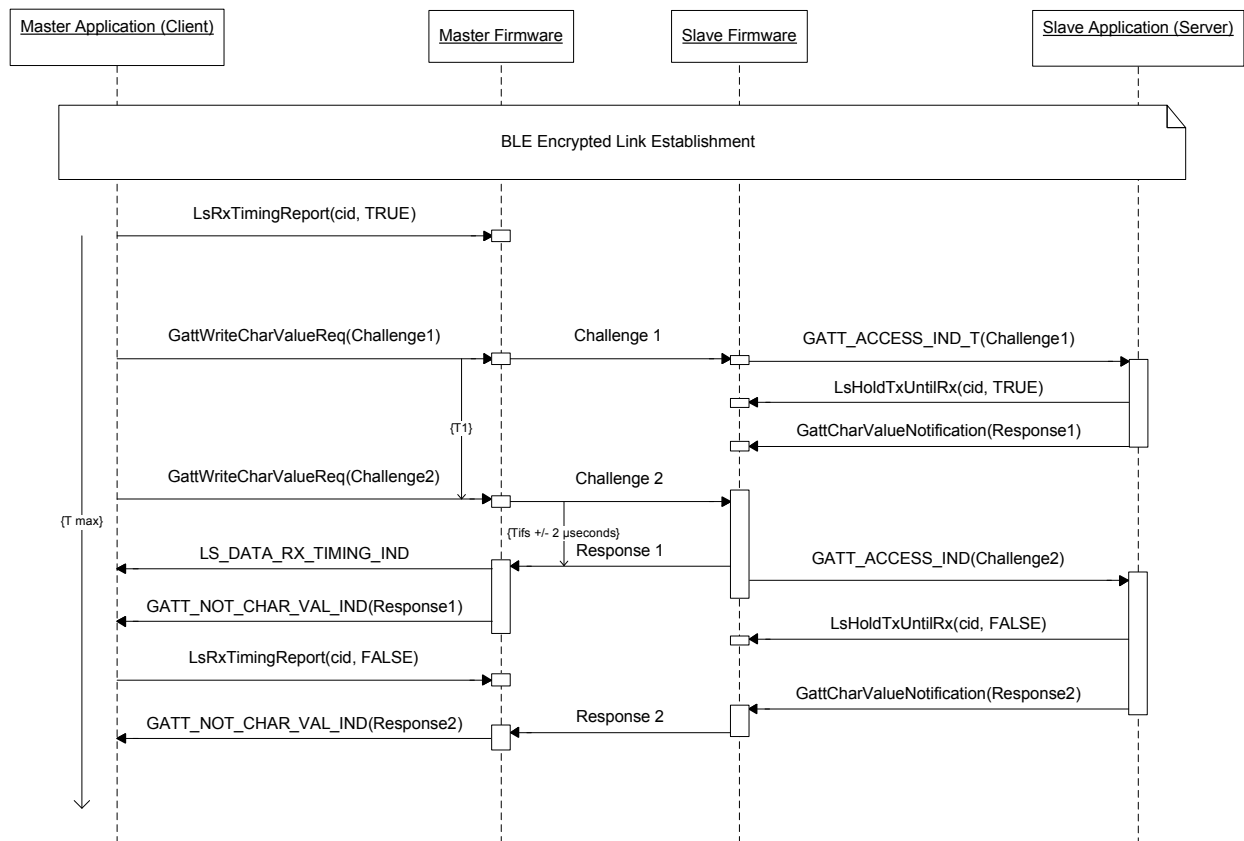 Master Application (Client)
Master Firmware
Slave Firmware
Slave Application (Server)
BLE Encrypted Link Establishment
LsRxTimingReport(cid, TRUE)
GattWriteCharValueReq(Challenge1)
Challenge 1
GATT_ACCESS_IND_T(Challenge1)
LsHoldTxUntilRx(cid, TRUE)
{T1}
GattCharValueNotification(Response1)
GattWriteCharValueReq(Challenge2)
Challenge 2
{T max}
{Tifs +/- 2 µseconds}
LS_DATA_RX_TIMING_IND
Response 1
GATT_ACCESS_IND(Challenge2)
GATT_NOT_CHAR_VAL_IND(Response1)
LsHoldTxUntilRx(cid, FALSE)
LsRxTimingReport(cid, FALSE)
GattCharValueNotification(Response2)
GATT_NOT_CHAR_VAL_IND(Response2)
Response 2